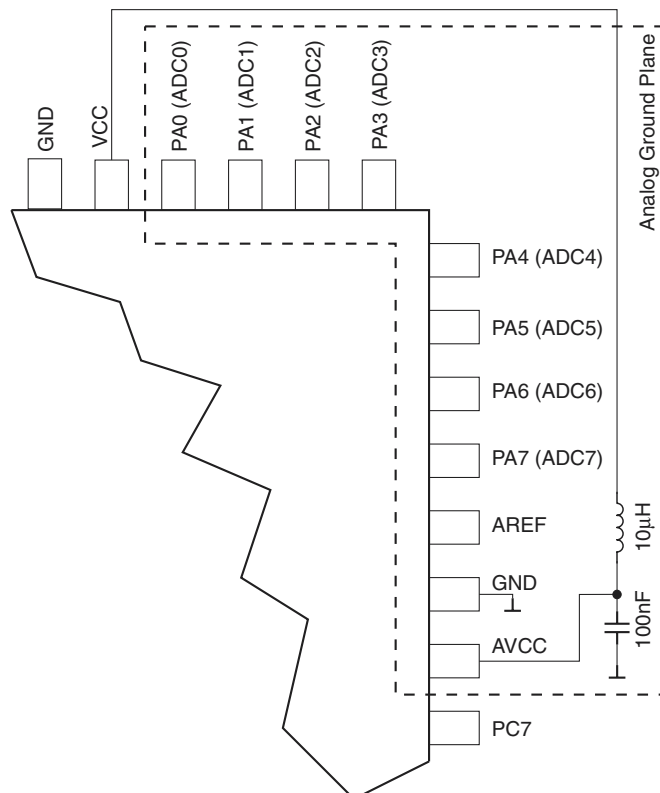 GND
VCC
PA0 (ADC0)
PA1 (ADC1)
PA2 (ADC2)
PA3 (ADC3)
Analog Ground Plane
PA4 (ADC4)
PA5 (ADC5)
PA6 (ADC6)
PA7 (ADC7)
AREF
10μH
GND
AVCC
100nF
PC7